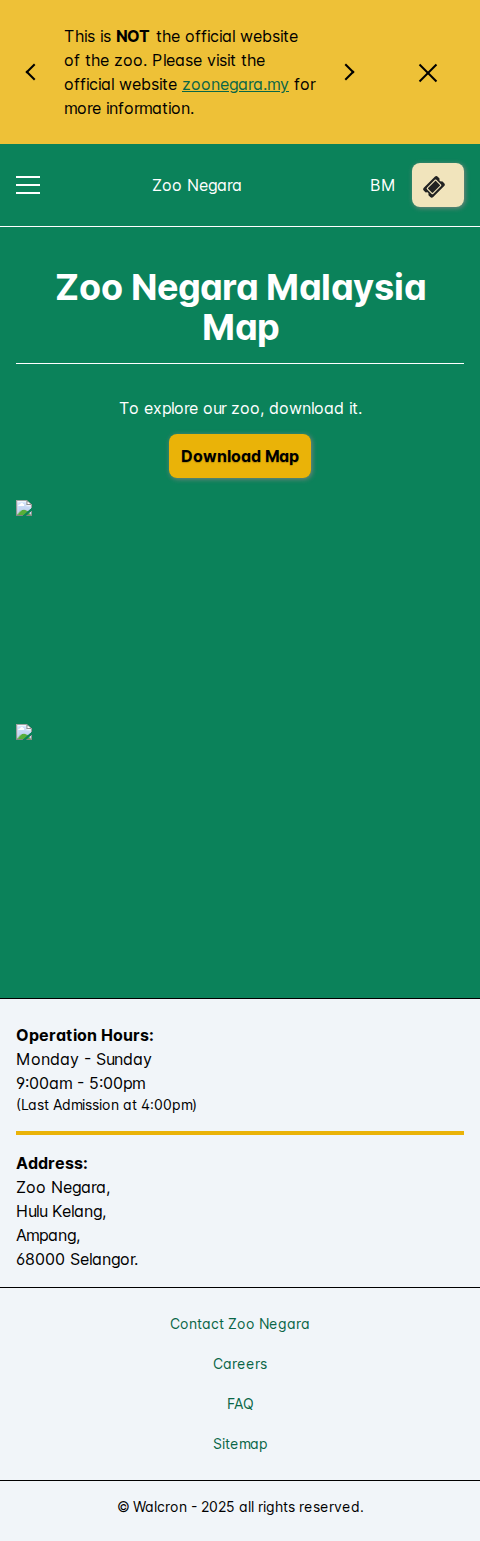 This is NOT the official website
of the zoo. Please visit the
official website zoonegara.my for
more information.
Zoo Negara
BM
Zoo Negara Malaysia
Map
To explore our zoo, download it.
Download Map
Operation Hours:
Monday - Sunday
9:00am - 5:00pm
(Last Admission at 4:00pm)
Address:
Zoo Negara,
Hulu Kelang,
Ampang,
68000 Selangor.
Contact Zoo Negara
Careers
FAQ
Sitemap
© Walcron - 2025 all rights reserved.